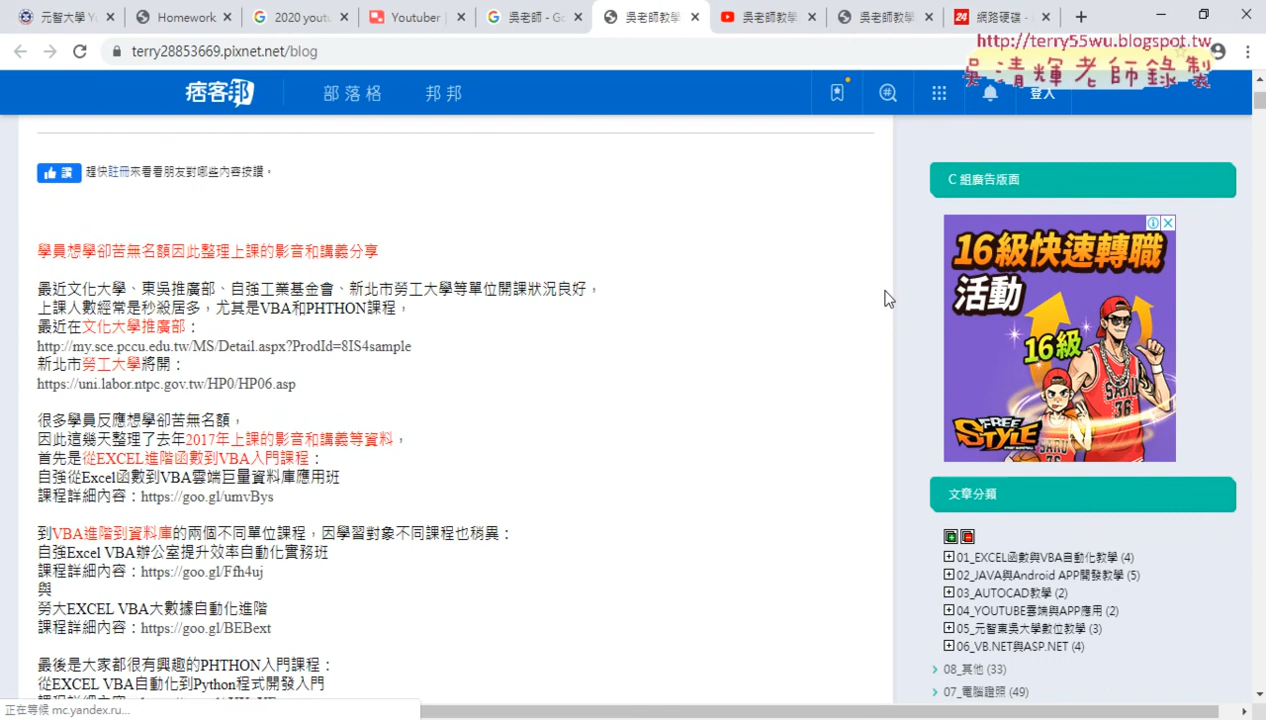 元智大學 Y
Homework
2020 yout
Youtuber |
吳老師 - Go
吳老師教學
吳老師教學
吳老師教學
網路硬碟 -
terry28853669.pixnet.net/blog
http://terry55wu.blogspot.tw
吳清輝老師錄製
痞客邦
部落格
邦邦
登入
讚
趕快註冊來看看朋友對哪些內容按讚。
學員想學卻苦無名額因此整理上課的影音和講義分享
最近文化大學、東吳推廣部、自強工業基金會、新北市勞工大學等單位開課狀況良好，
上課人數經常是秒殺居多，尤其是VBA和PHTHON課程，
最近在文化大學推廣部：
http://my.sce.pccu.edu.tw/MS/Detail.aspx?ProdId=8IS4sample
新北市勞工大學將開：
https://uni.labor.ntpc.gov.tw/HP0/HP06.asp
很多學員反應想學卻苦無名額，
因此這幾天整理了去年2017年上課的影音和講義等資料，
首先是從EXCEL進階函數到VBA入門課程：
自強從Excel函數到VBA雲端巨量資料庫應用班
課程詳細內容：https://goo.gl/umvBys
到VBA進階到資料庫的兩個不同單位課程，因學習對象不同課程也稍異：
自強Excel VBA辦公室提升效率自動化實務班
課程詳細內容：https://goo.gl/Ffh4uj
與
勞大EXCEL VBA大數據自動化進階
課程詳細內容：https://goo.gl/BEBext
最後是大家都很有興趣的PHTHON入門課程：
從EXCEL VBA自動化到Python程式開發入門
C 組廣告版面
16級快速轉職
活動
16級
SARU
36
SARU
36
FREE
STYLE
文章分類
01_EXCEL函數與VBA自動化教學 (4)
02_JAVA與Android APP開發教學 (5)
03_AUTOCAD教學 (2)
04_YOUTUBE雲端與APP應用 (2)
05_元智東吳大學數位教學 (3)
06_VB.NET與ASP.NET (4)
08_其他 (33)
07_電腦證照 (49)
正在等候 mc.yandex.ru...